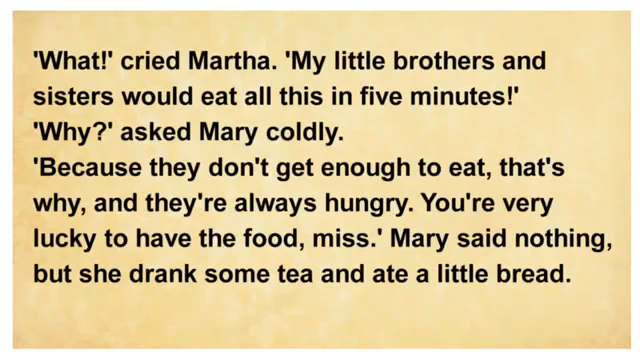 'What!' cried Martha. 'My little brothers and
sisters would eat all this in five minutes!'
'Why?' asked Mary coldly.
'Because they don't get enough to eat, that's
why, and they're always hungry. You're very
lucky to have the food, miss.' Mary said nothing,
but she drank some tea and ate a little bread.